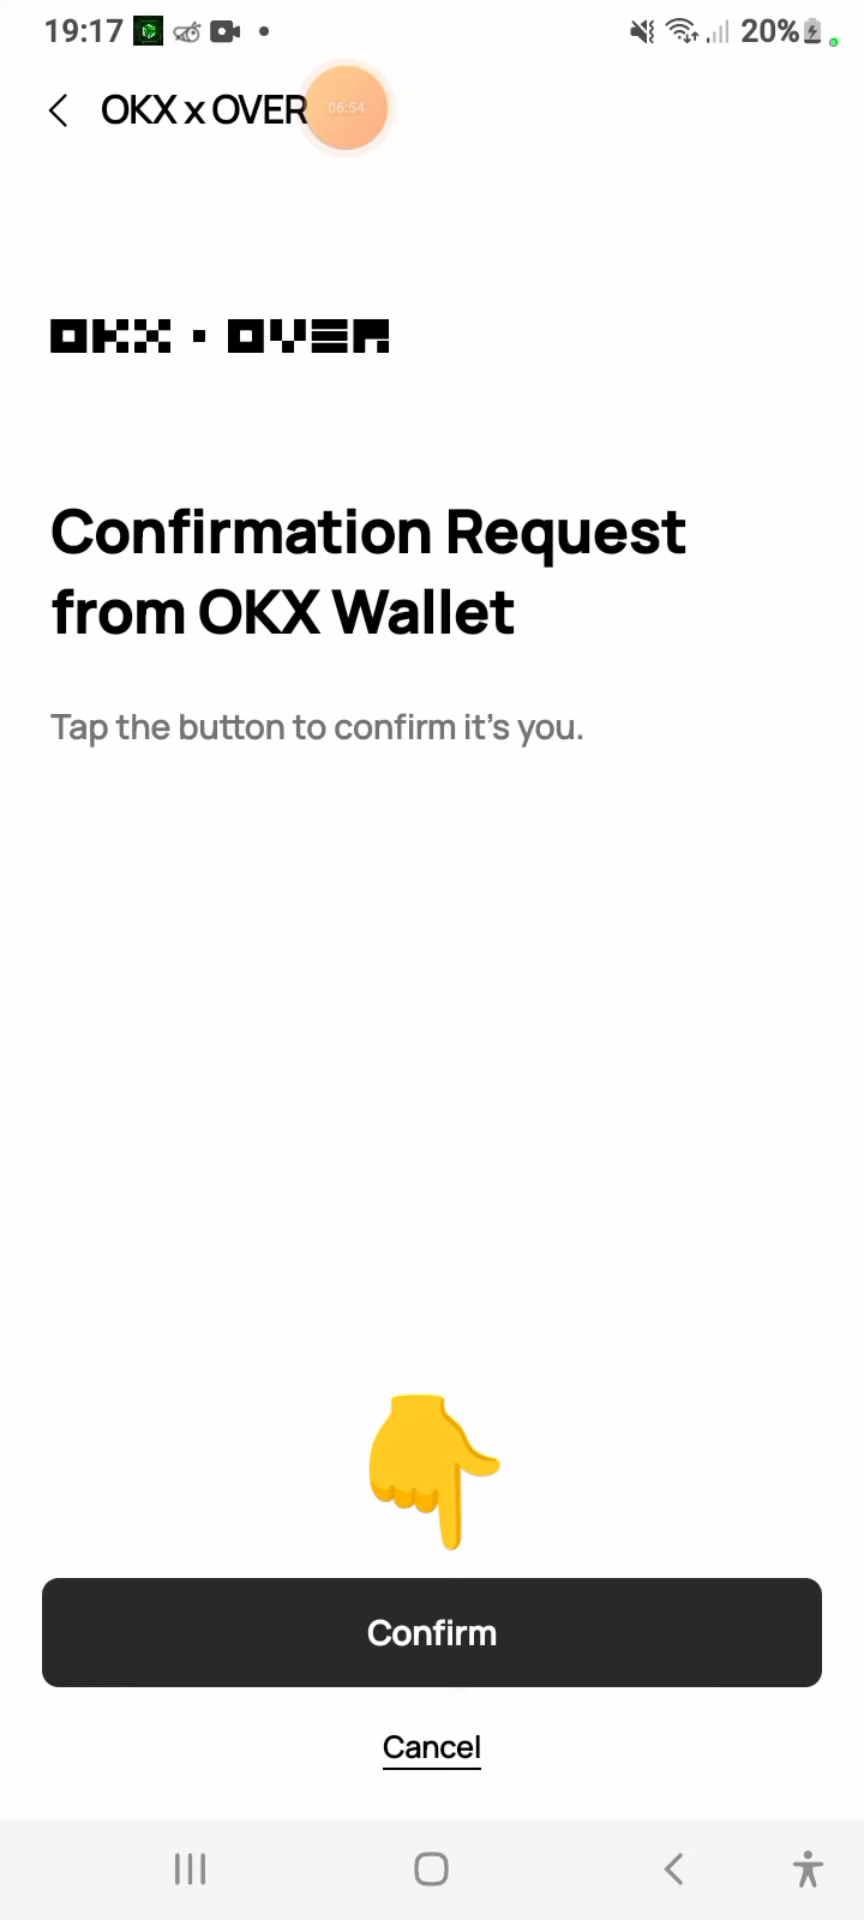 19:17
20%
OKX x OVER
06:54
OKX · OVER
Confirmation Request
from OKX Wallet
Tap the button to confirm it's you.
Confirm
Cancel